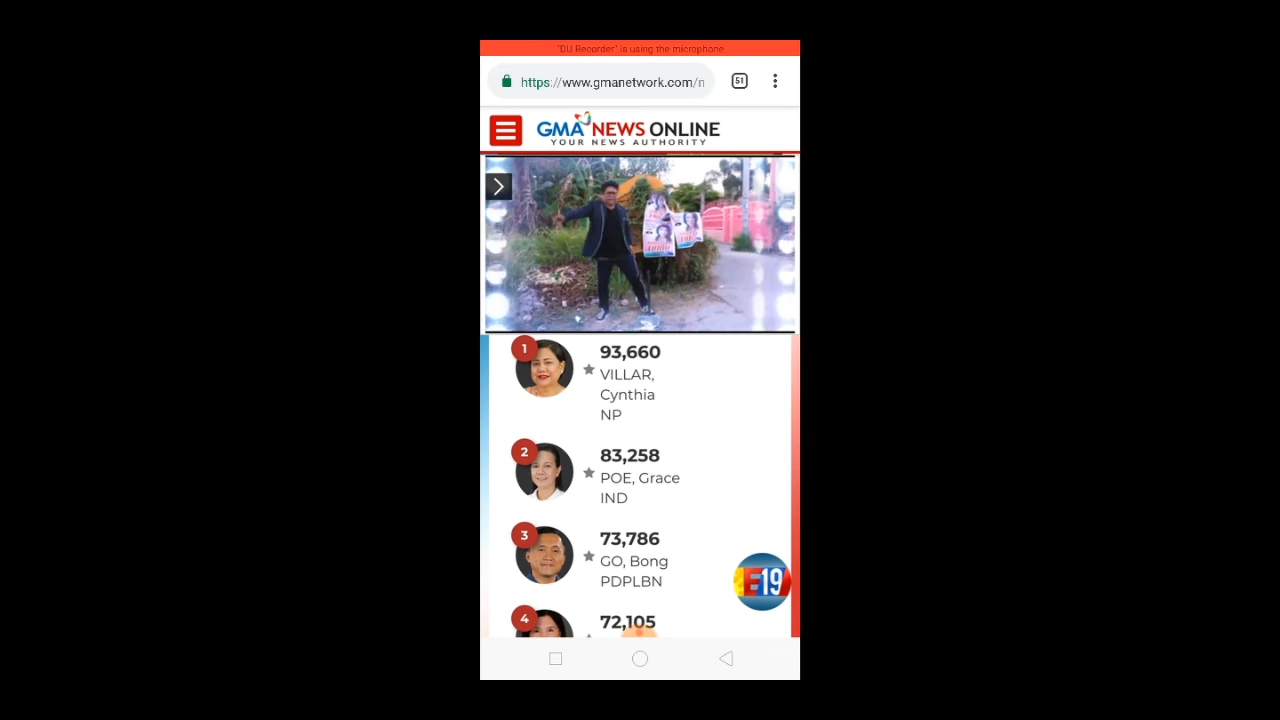 "DU Recorder" is using the microphone
https://www.gmanetwork.com/n
51
GMA NEWS ONLINE
YOUR NEWS AUTHORITY
1
93,660
VILLAR,
Cynthia
NP
2
83,258
POE, Grace
IND
3
73,786
GO, Bong
PDPLBN
E19
4
72,105